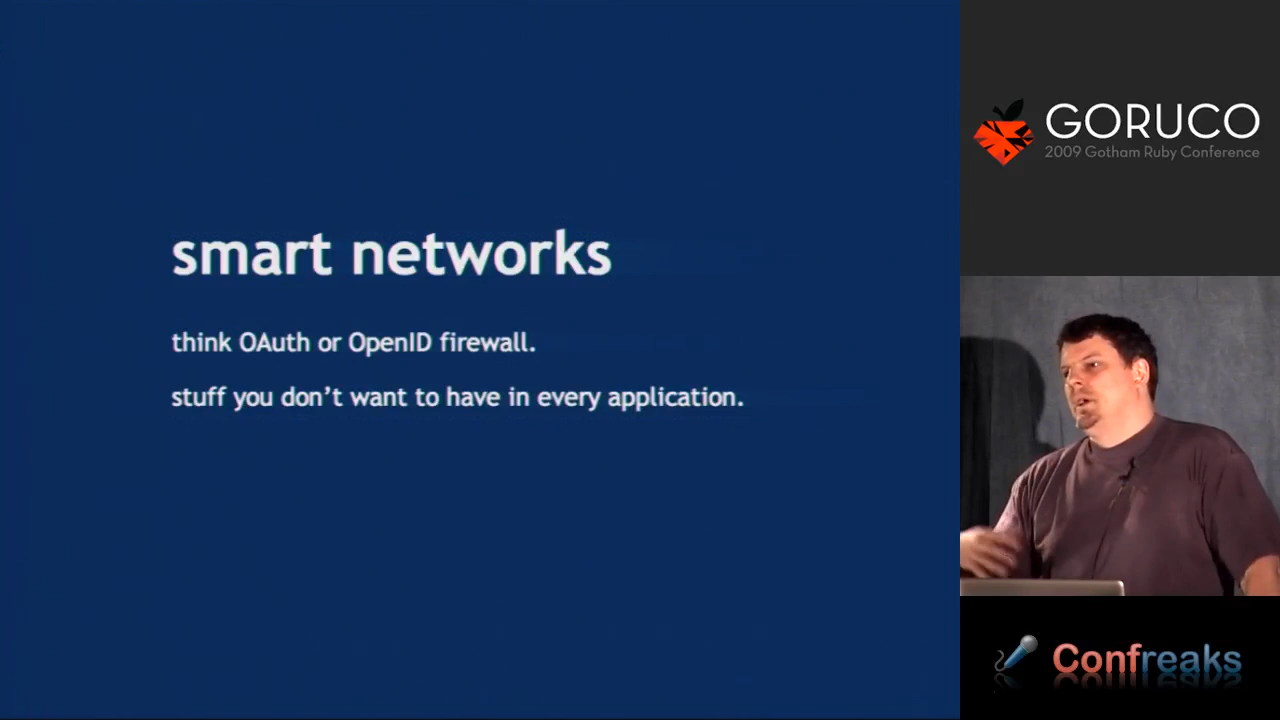 smart networks
think OAuth or OpenID firewall.
stuff you don’t want to have in every application.
GORUCO
2009 Gotham Ruby Conference
Confreaks